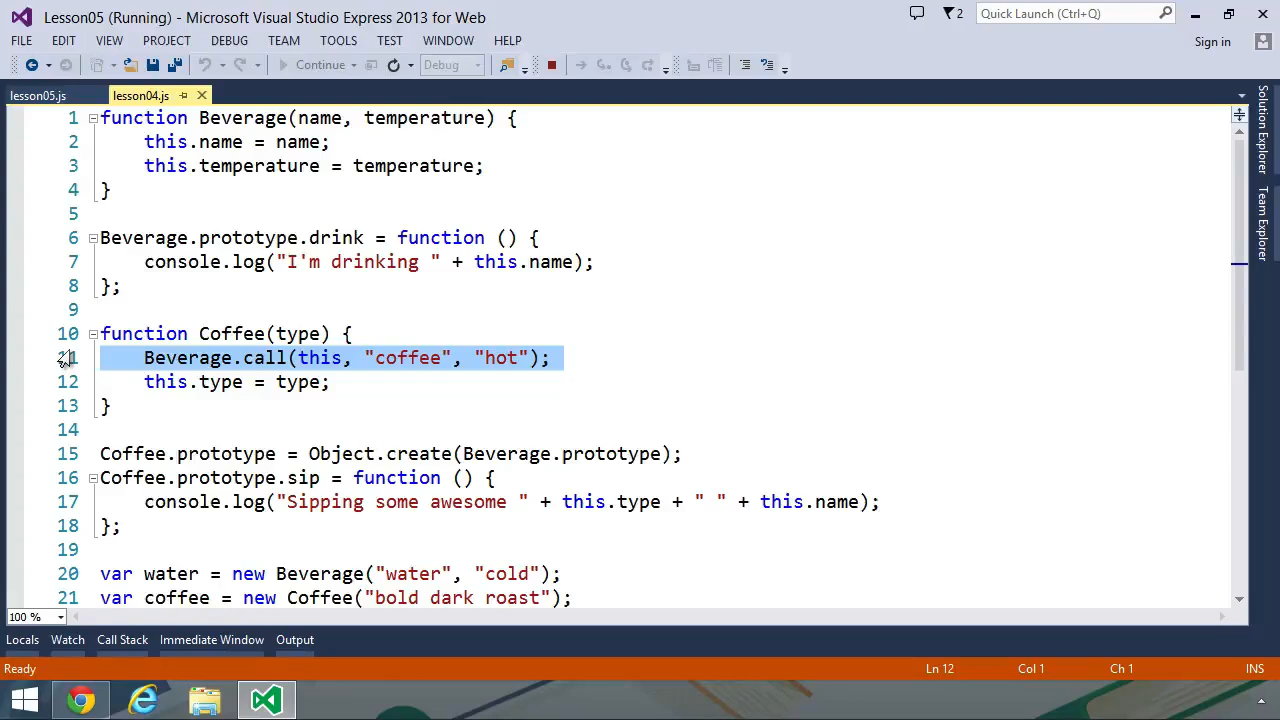 Lesson05 (Running) - Microsoft Visual Studio Express 2013 for Web
2
Quick Launch (Ctrl+Q)
FILE EDIT VIEW PROJECT DEBUG TEAM TOOLS TEST WINDOW HELP
Sign in
Continue
Debug
lesson05.js
lesson04.js
1 function Beverage(name, temperature) {
2     this.name = name;
3     this.temperature = temperature;
4 }
5
6 Beverage.prototype.drink = function () {
7     console.log("I'm drinking " + this.name);
8 };
9
10 function Coffee(type) {
11     Beverage.call(this, "coffee", "hot");
12     this.type = type;
13 }
14
15 Coffee.prototype = Object.create(Beverage.prototype);
16 Coffee.prototype.sip = function () {
17     console.log("Sipping some awesome " + this.type + " " + this.name);
18 };
19
20 var water = new Beverage("water", "cold");
21 var coffee = new Coffee("bold dark roast");
Solution Explorer
Team Explorer
100 %
Locals Watch Call Stack Immediate Window Output
Ready Ln 12 Col 1 Ch 1 INS